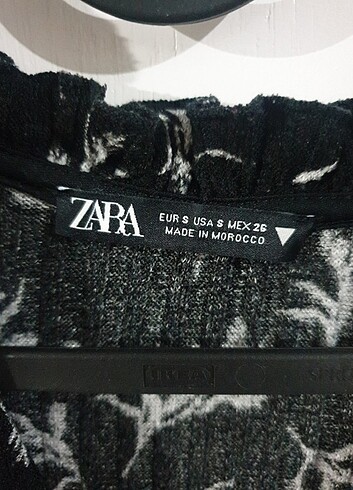 ZARA
EUR S USA S MEX 26
MADE IN MOROCCO